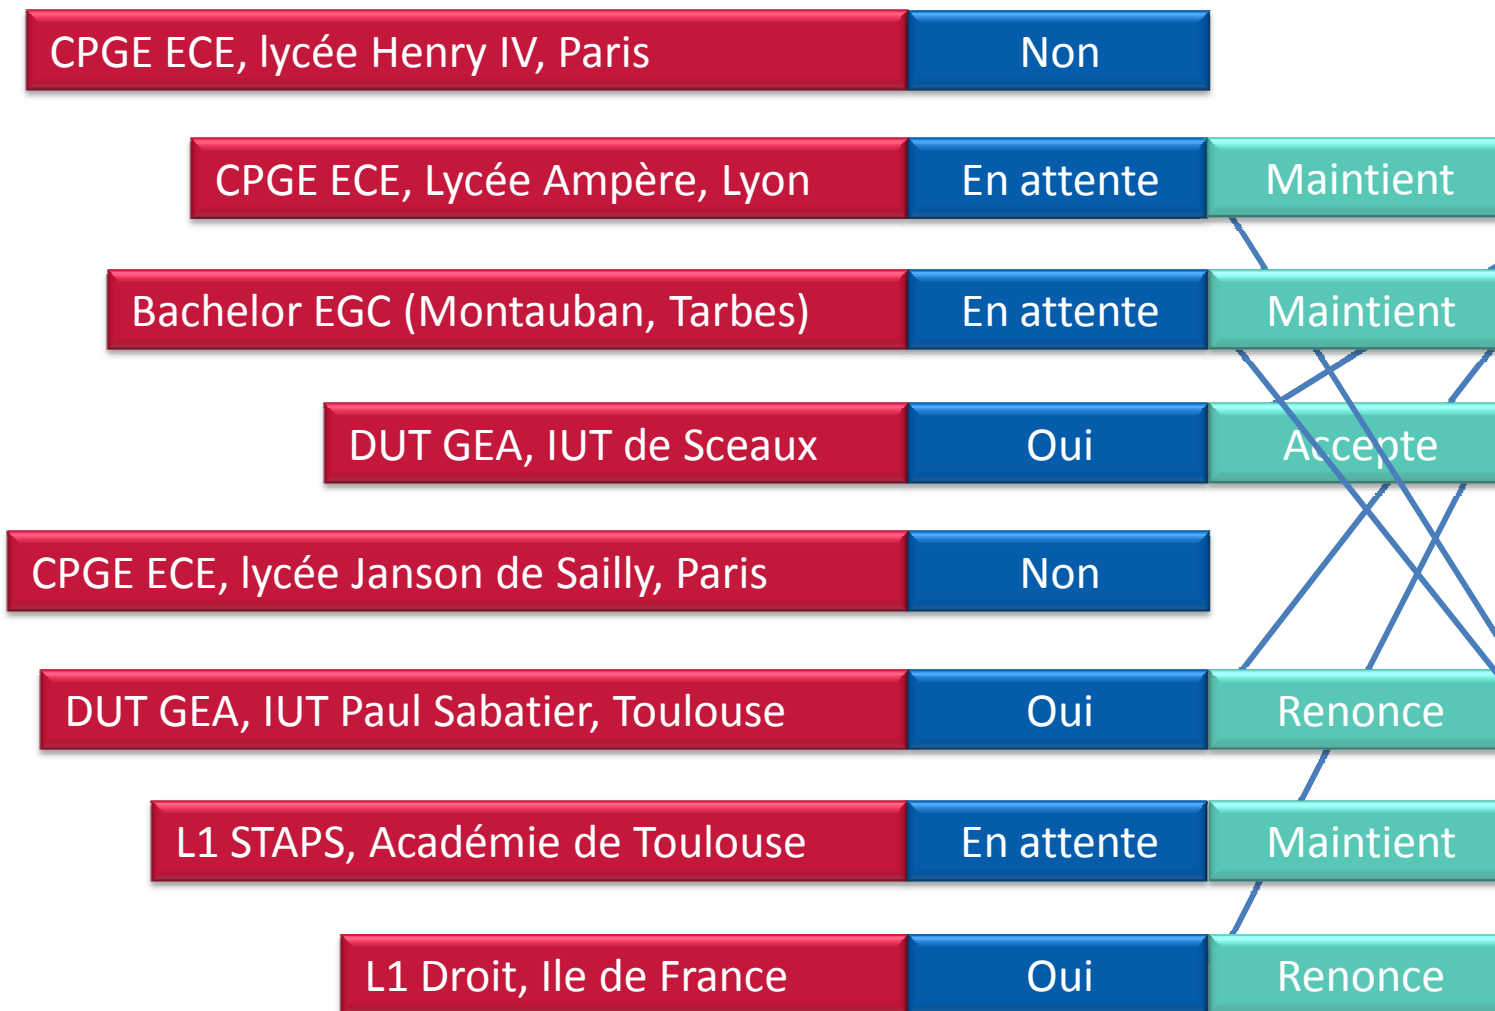 CPGE ECE, lycée Henry IV, Paris Non
CPGE ECE, Lycée Ampère, Lyon En attente Maintient
Bachelor EGC (Montauban, Tarbes) En attente Maintient
DUT GEA, IUT de Sceaux Oui Accepte
CPGE ECE, lycée Janson de Sailly, Paris Non
DUT GEA, IUT Paul Sabatier, Toulouse Oui Renonce
L1 STAPS, Académie de Toulouse En attente Maintient
L1 Droit, Ile de France Oui Renonce